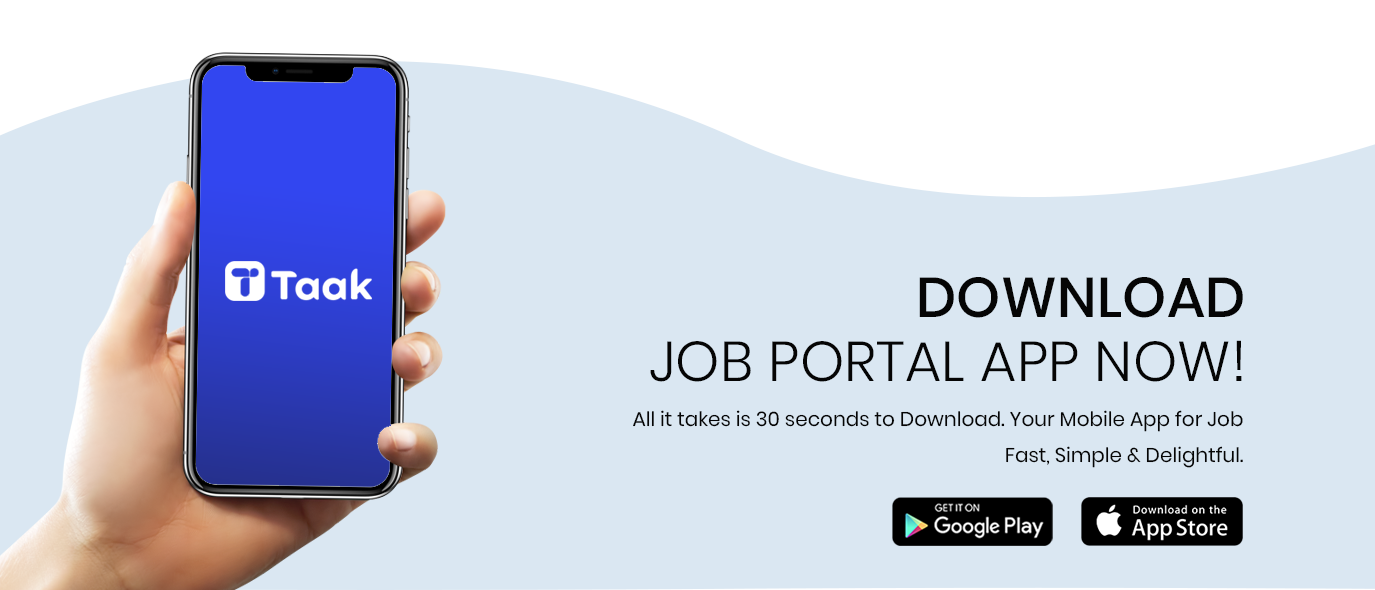 Taak
DOWNLOAD
JOB PORTAL APP NOW!
All it takes is 30 seconds to Download. Your Mobile App for Job
Fast, Simple & Delightful.
GET IT ON
Google Play
Download on the
App Store